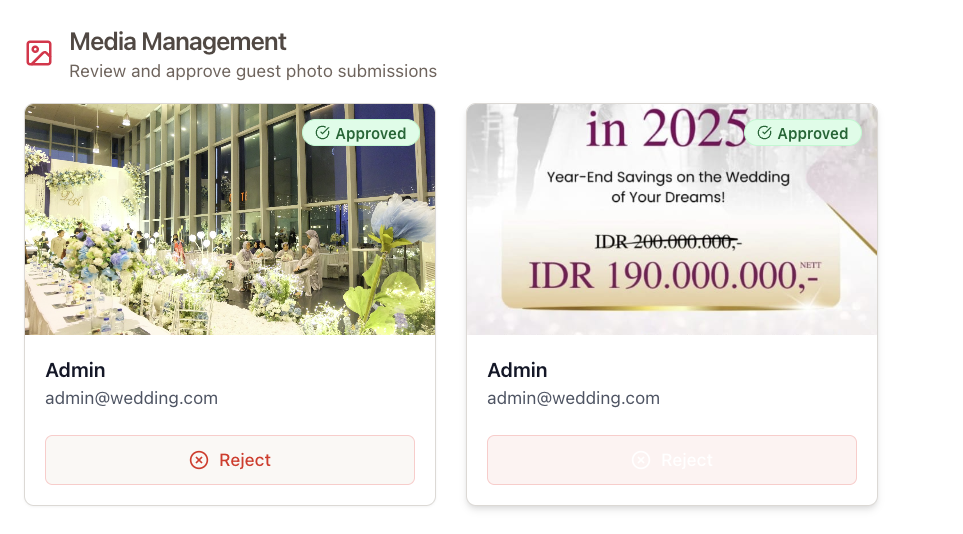 Media Management
Review and approve guest photo submissions
Approved
in 2025
Approved
Year-End Savings on the Wedding
of Your Dreams!
IDR 200.000.000,-
IDR 190.000.000,-
NETT
Admin
admin@wedding.com
Admin
admin@wedding.com
Reject
Reject